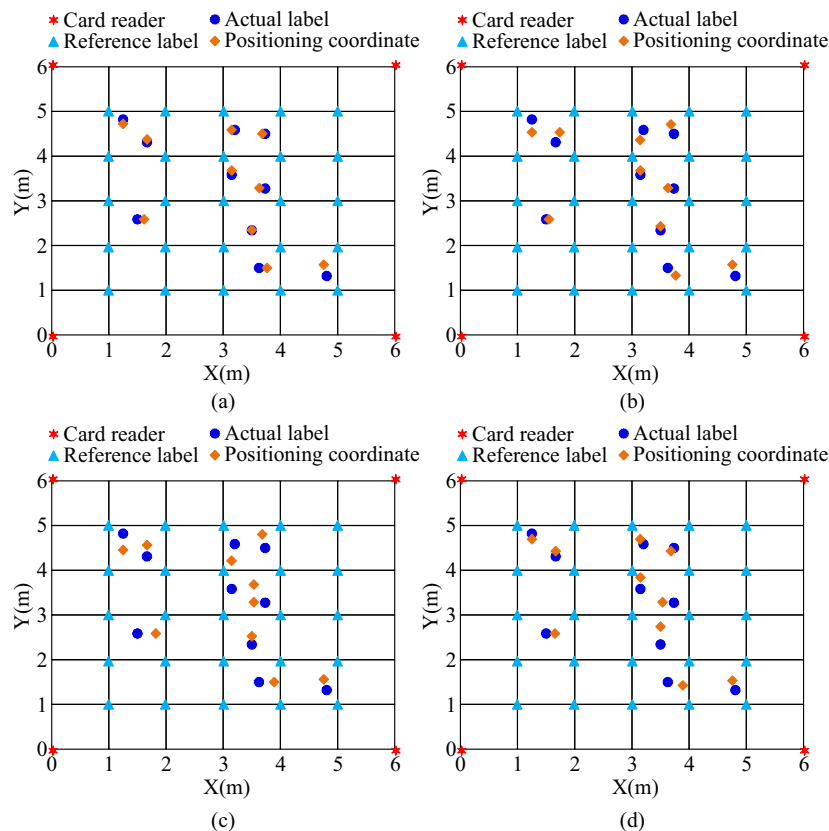 Card reader Actual label
Reference label Positioning coordinate
6
5
4
3
2
1
0
Y(m)
0 1 2 3 4 5 6
X(m)
(a)
Card reader Actual label
Reference label Positioning coordinate
6
5
4
3
2
1
0
Y(m)
0 1 2 3 4 5 6
X(m)
(b)
Card reader Actual label
Reference label Positioning coordinate
6
5
4
3
2
1
0
Y(m)
0 1 2 3 4 5 6
X(m)
(c)
Card reader Actual label
Reference label Positioning coordinate
6
5
4
3
2
1
0
Y(m)
0 1 2 3 4 5 6
X(m)
(d)